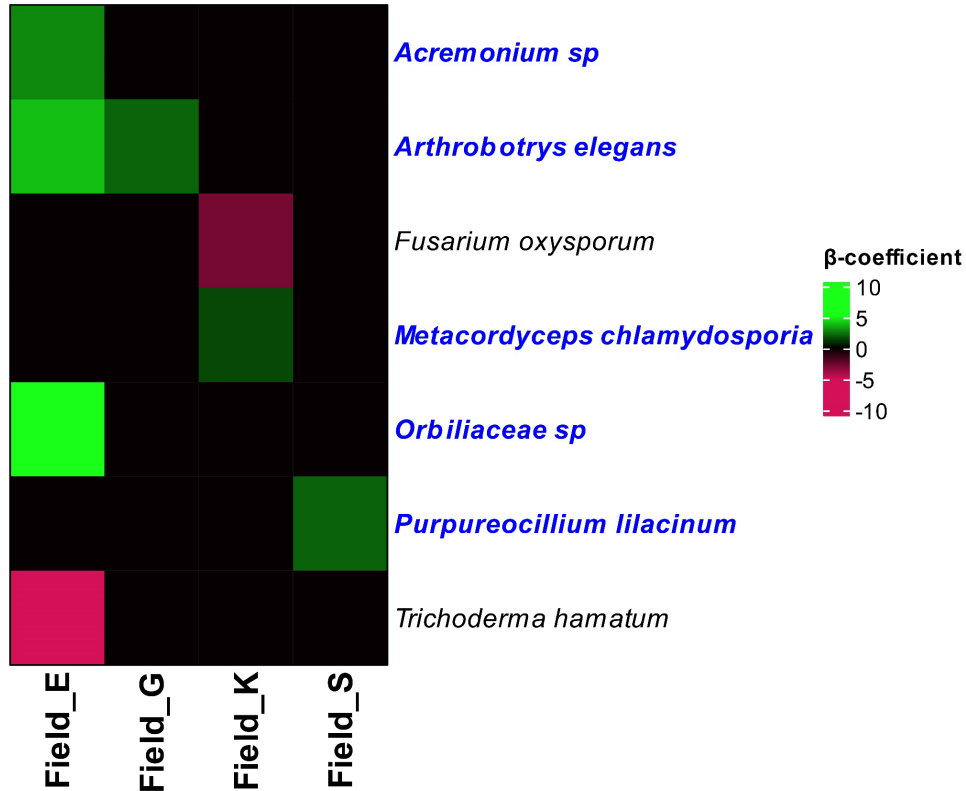 Acremonium sp
Arthrobotrys elegans
Fusarium oxysporum
Metacordyceps chlamydosporia
Orbiliaceae sp
Purpureocillium lilacinum
Trichoderma hamatum
β-coefficient
10
5
0
-5
-10
Field_E
Field_G
Field_K
Field_S